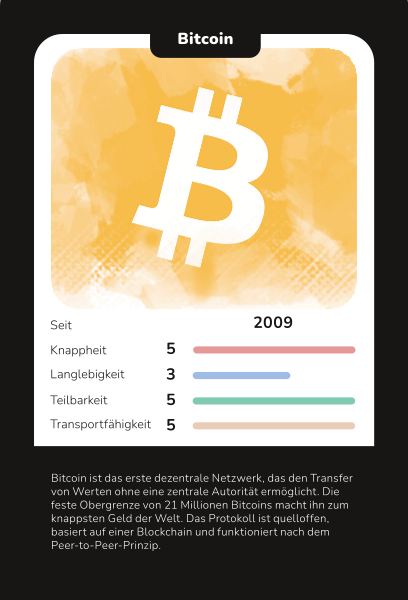 Bitcoin
Seit 2009
Knappheit 5
Langlebigkeit 3
Teilbarkeit 5
Transportfähigkeit 5
Bitcoin ist das erste dezentrale Netzwerk, das den Transfer
von Werten ohne eine zentrale Autorität ermöglicht. Die
feste Obergrenze von 21 Millionen Bitcoins macht ihn zum
knappsten Geld der Welt. Das Protokoll ist quelloffen,
basiert auf einer Blockchain und funktioniert nach dem
Peer-to-Peer-Prinzip.